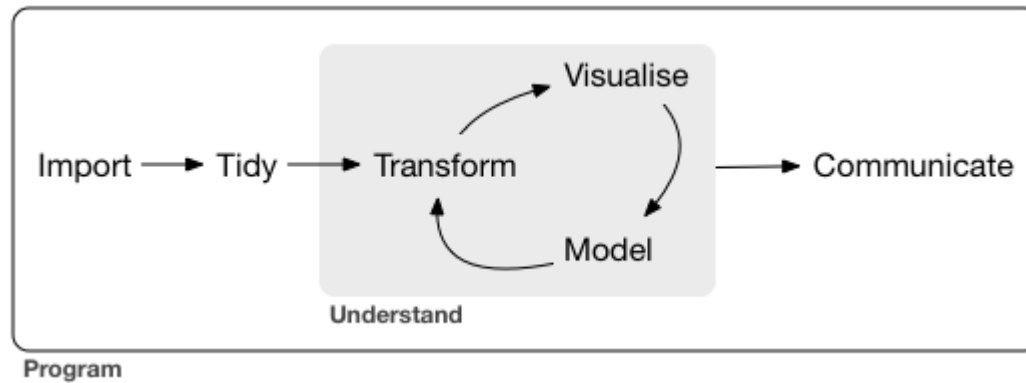 Visualise
Import Tidy Transform Communicate
Model
Understand
Program